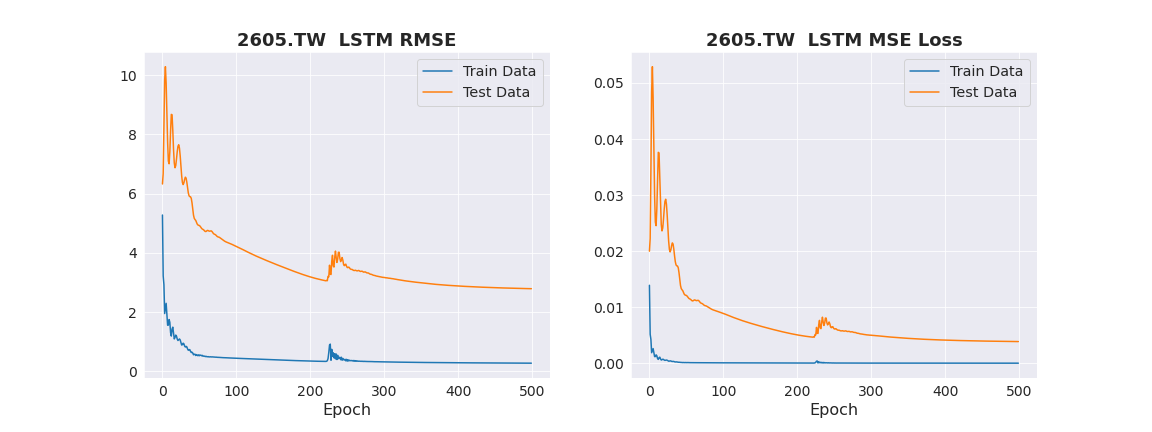 2605.TW  LSTM RMSE
Train Data
Test Data
10
8
6
4
2
0
0 100 200 300 400 500
Epoch
2605.TW  LSTM MSE Loss
Train Data
Test Data
0.05
0.04
0.03
0.02
0.01
0.00
0 100 200 300 400 500
Epoch